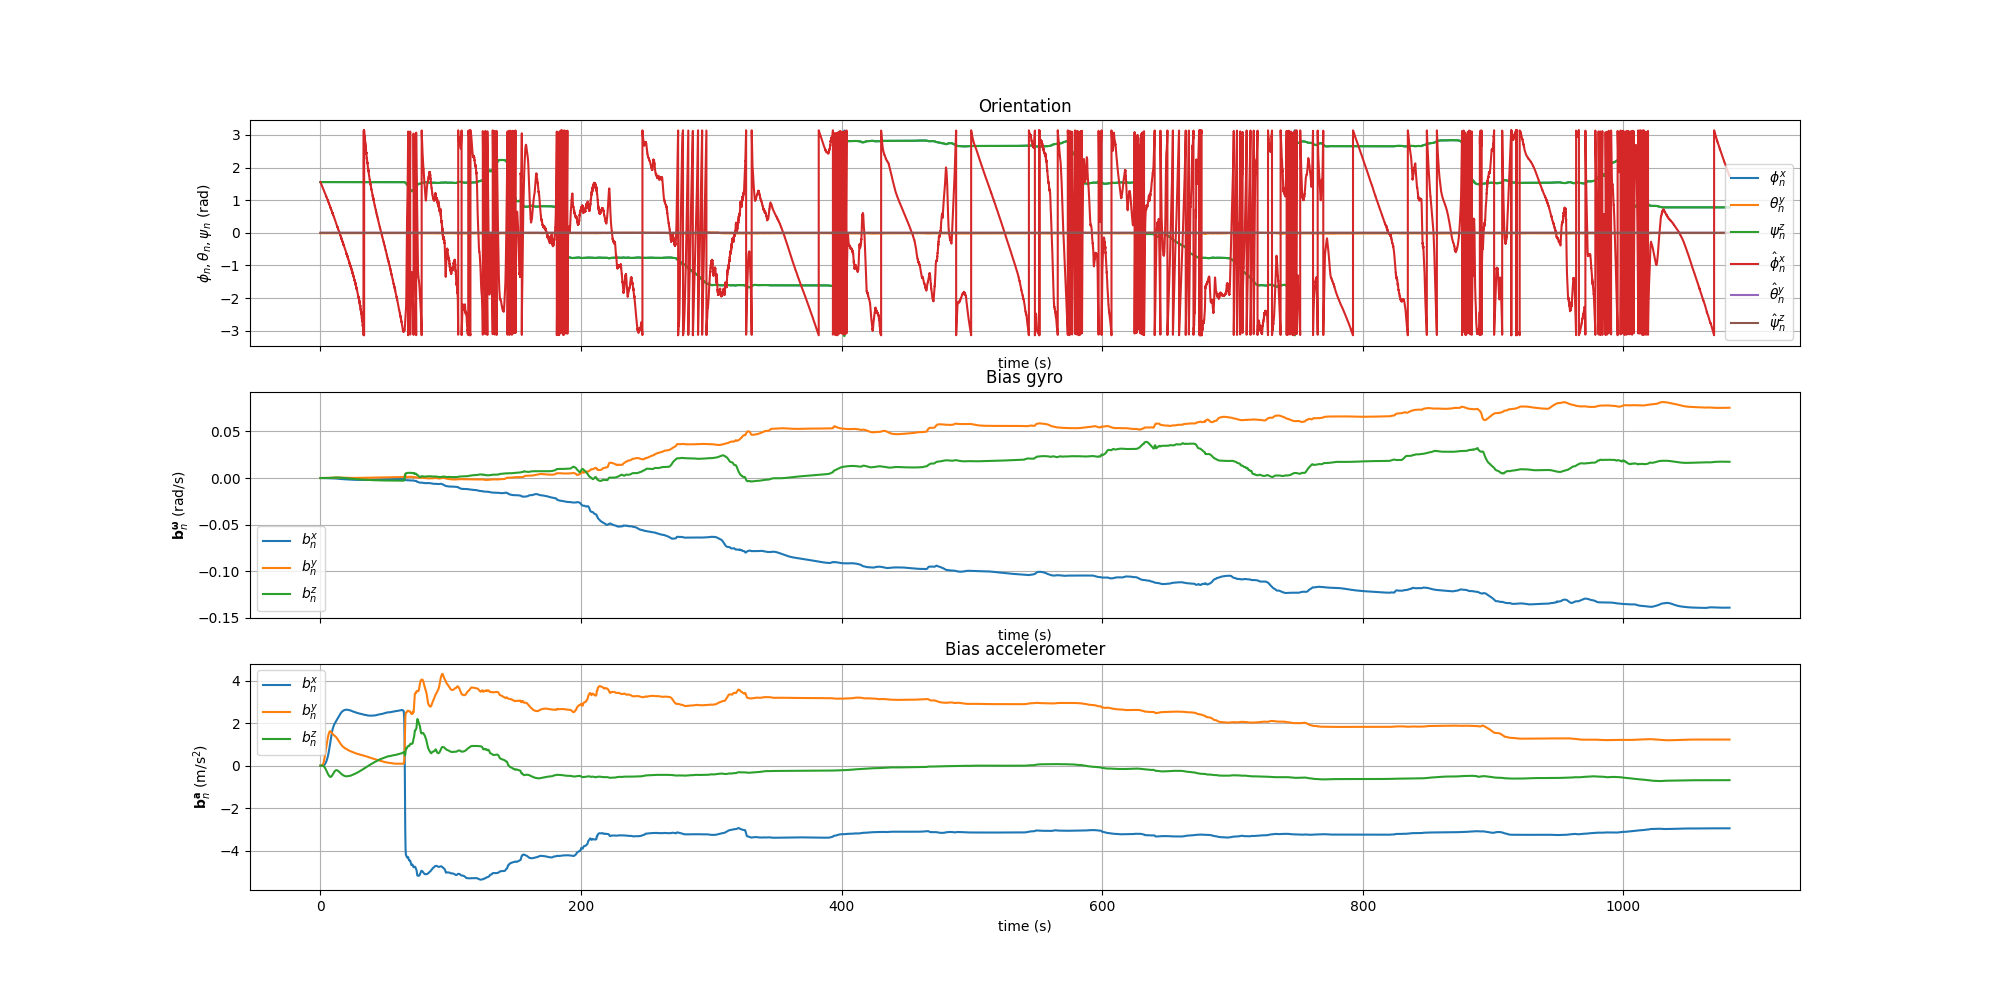 Orientation
ϕₙ, θₙ, ψₙ (rad)
3
2
1
0
−1
−2
−3
ϕₙˣ
θₙʸ
ψₙᶻ
ϕ̂ₙˣ
θ̂ₙʸ
ψ̂ₙᶻ
time (s)
Bias gyro
𝐛ₙ^ω (rad/s)
0.05
0.00
−0.05
−0.10
−0.15
bₙˣ
bₙʸ
bₙᶻ
time (s)
Bias accelerometer
𝐛ₙ^𝐚 (m/s²)
4
2
0
−2
−4
bₙˣ
bₙʸ
bₙᶻ
0 200 400 600 800 1000
time (s)